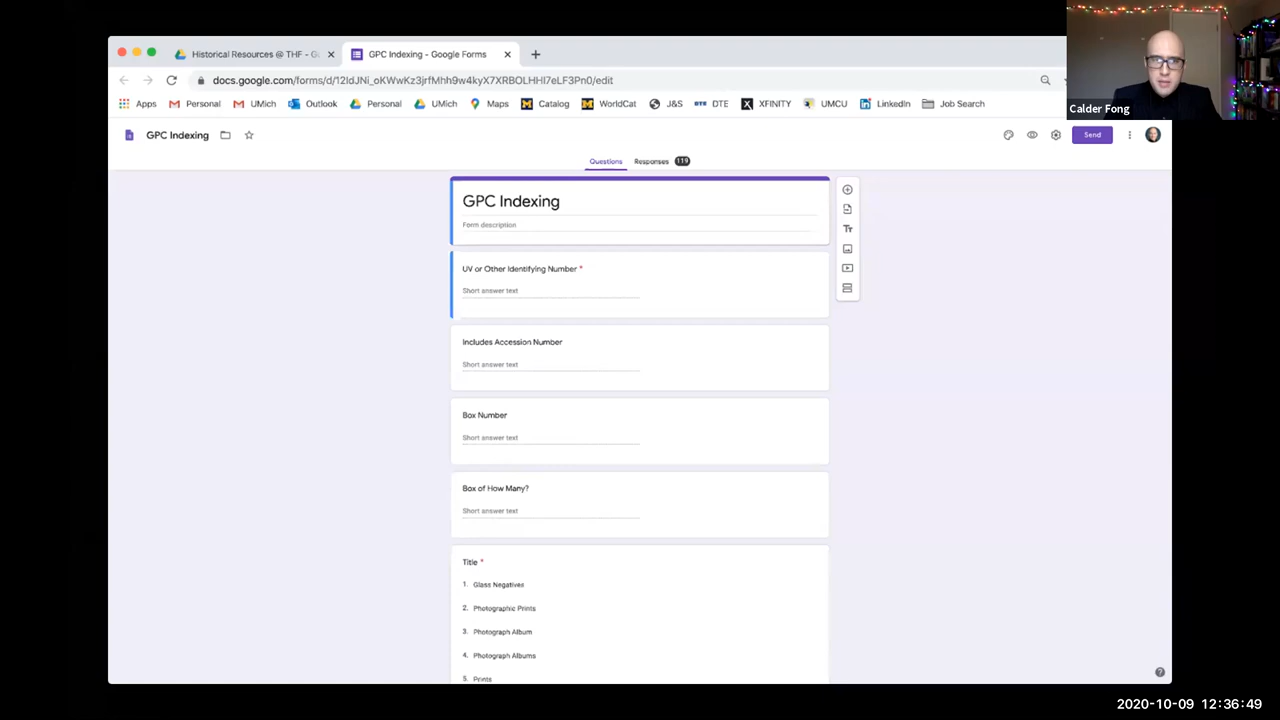 Historical Resources @ THF - Go
GPC Indexing - Google Forms
Calder Fong
docs.google.com/forms/d/12IdJNi_oKWwKz3jrfMhh9w4kyX7XRBOLHHI7eLF3Pn0/edit
Apps Personal UMich Outlook Personal UMich Maps Catalog WorldCat J&S DTE DTE XFINITY UMCU LinkedIn Job Search
GPC Indexing
Send
Questions Responses 119
GPC Indexing
Form description
UV or Other Identifying Number *
Short answer text
Includes Accession Number
Short answer text
Box Number
Short answer text
Box of How Many?
Short answer text
Title *
1. Glass Negatives
2. Photographic Prints
3. Photograph Album
4. Photograph Albums
5. Prints
2020-10-09 12:36:49